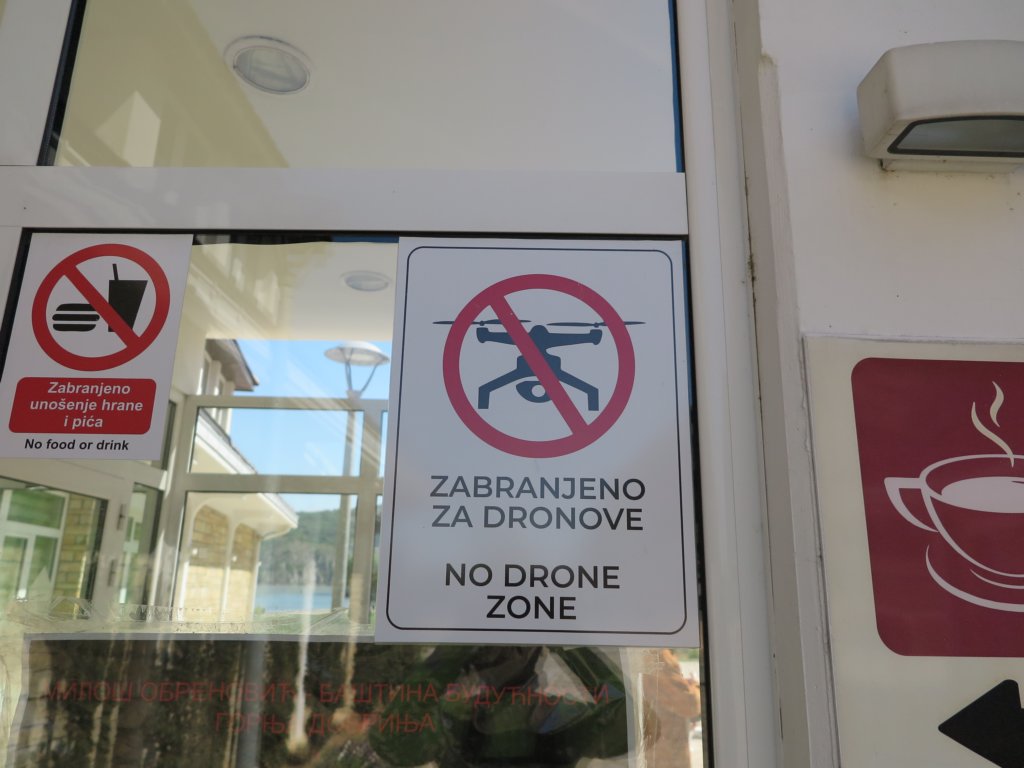 Zabranjeno
unošenje hrane
i pića
No food or drink
ZABRANJENO
ZA DRONOVE
NO DRONE
ZONE
МИЛОШ ОБРЕНОВИЋ БАШТИНА БУДУЋНОСТИ
ГОРЊА ДОБРИЊА